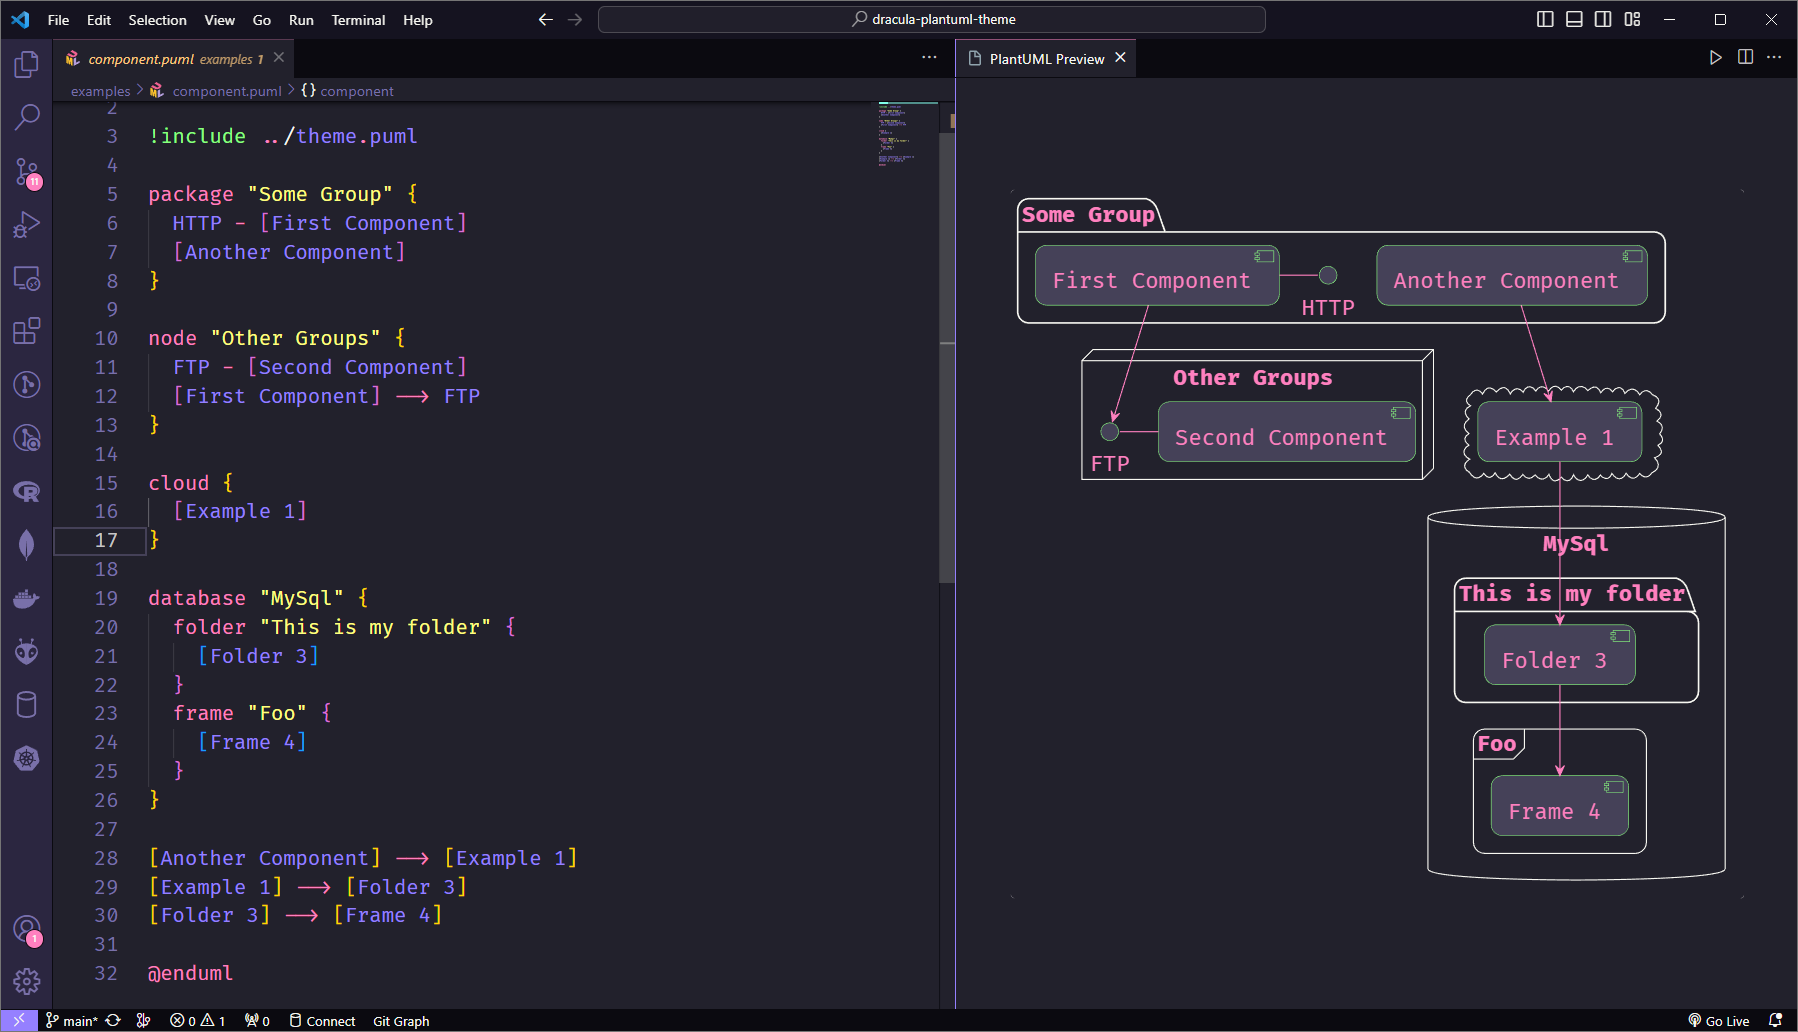 File Edit Selection View Go Run Terminal Help
dracula-plantuml-theme
component.puml examples 1
PlantUML Preview
examples > component.puml > {} component
2
3 !include ../theme.puml
4
5 package "Some Group" {
6 HTTP - [First Component]
7 [Another Component]
8 }
9
10 node "Other Groups" {
11 FTP - [Second Component]
12 [First Component] --> FTP
13 }
14
15 cloud {
16 [Example 1]
17 }
18
19 database "MySql" {
20 folder "This is my folder" {
21 [Folder 3]
22 }
23 frame "Foo" {
24 [Frame 4]
25 }
26 }
27
28 [Another Component] --> [Example 1]
29 [Example 1] --> [Folder 3]
30 [Folder 3] --> [Frame 4]
31
32 @enduml
Some Group
First Component
HTTP
Another Component
Other Groups
FTP
Second Component
Example 1
MySql
This is my folder
Folder 3
Foo
Frame 4
11
1
main* 0 1 0 Connect Git Graph
Go Live